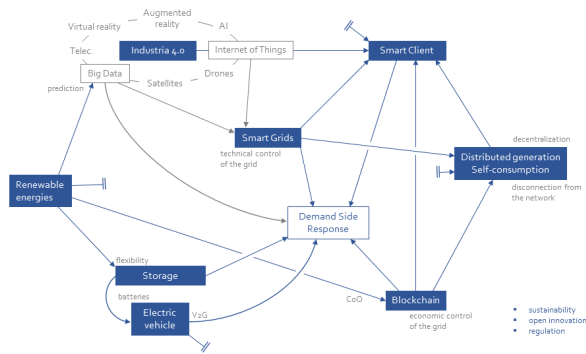 Augmented
reality
Virtual reality
AI
Industria 4.0
Internet of Things
Smart Client
Telec.
Big Data
Satellites
Drones
prediction
Smart Grids
technical control
of the grid
decentralization
Distributed generation
Self-consumption
disconnection from
the network
Renewable
energies
Demand Side
Response
flexibility
Storage
batteries
Electric
vehicle
V2G
CoO
Blockchain
economic control
of the grid
▪ sustainability
▪ open innovation
▪ regulation